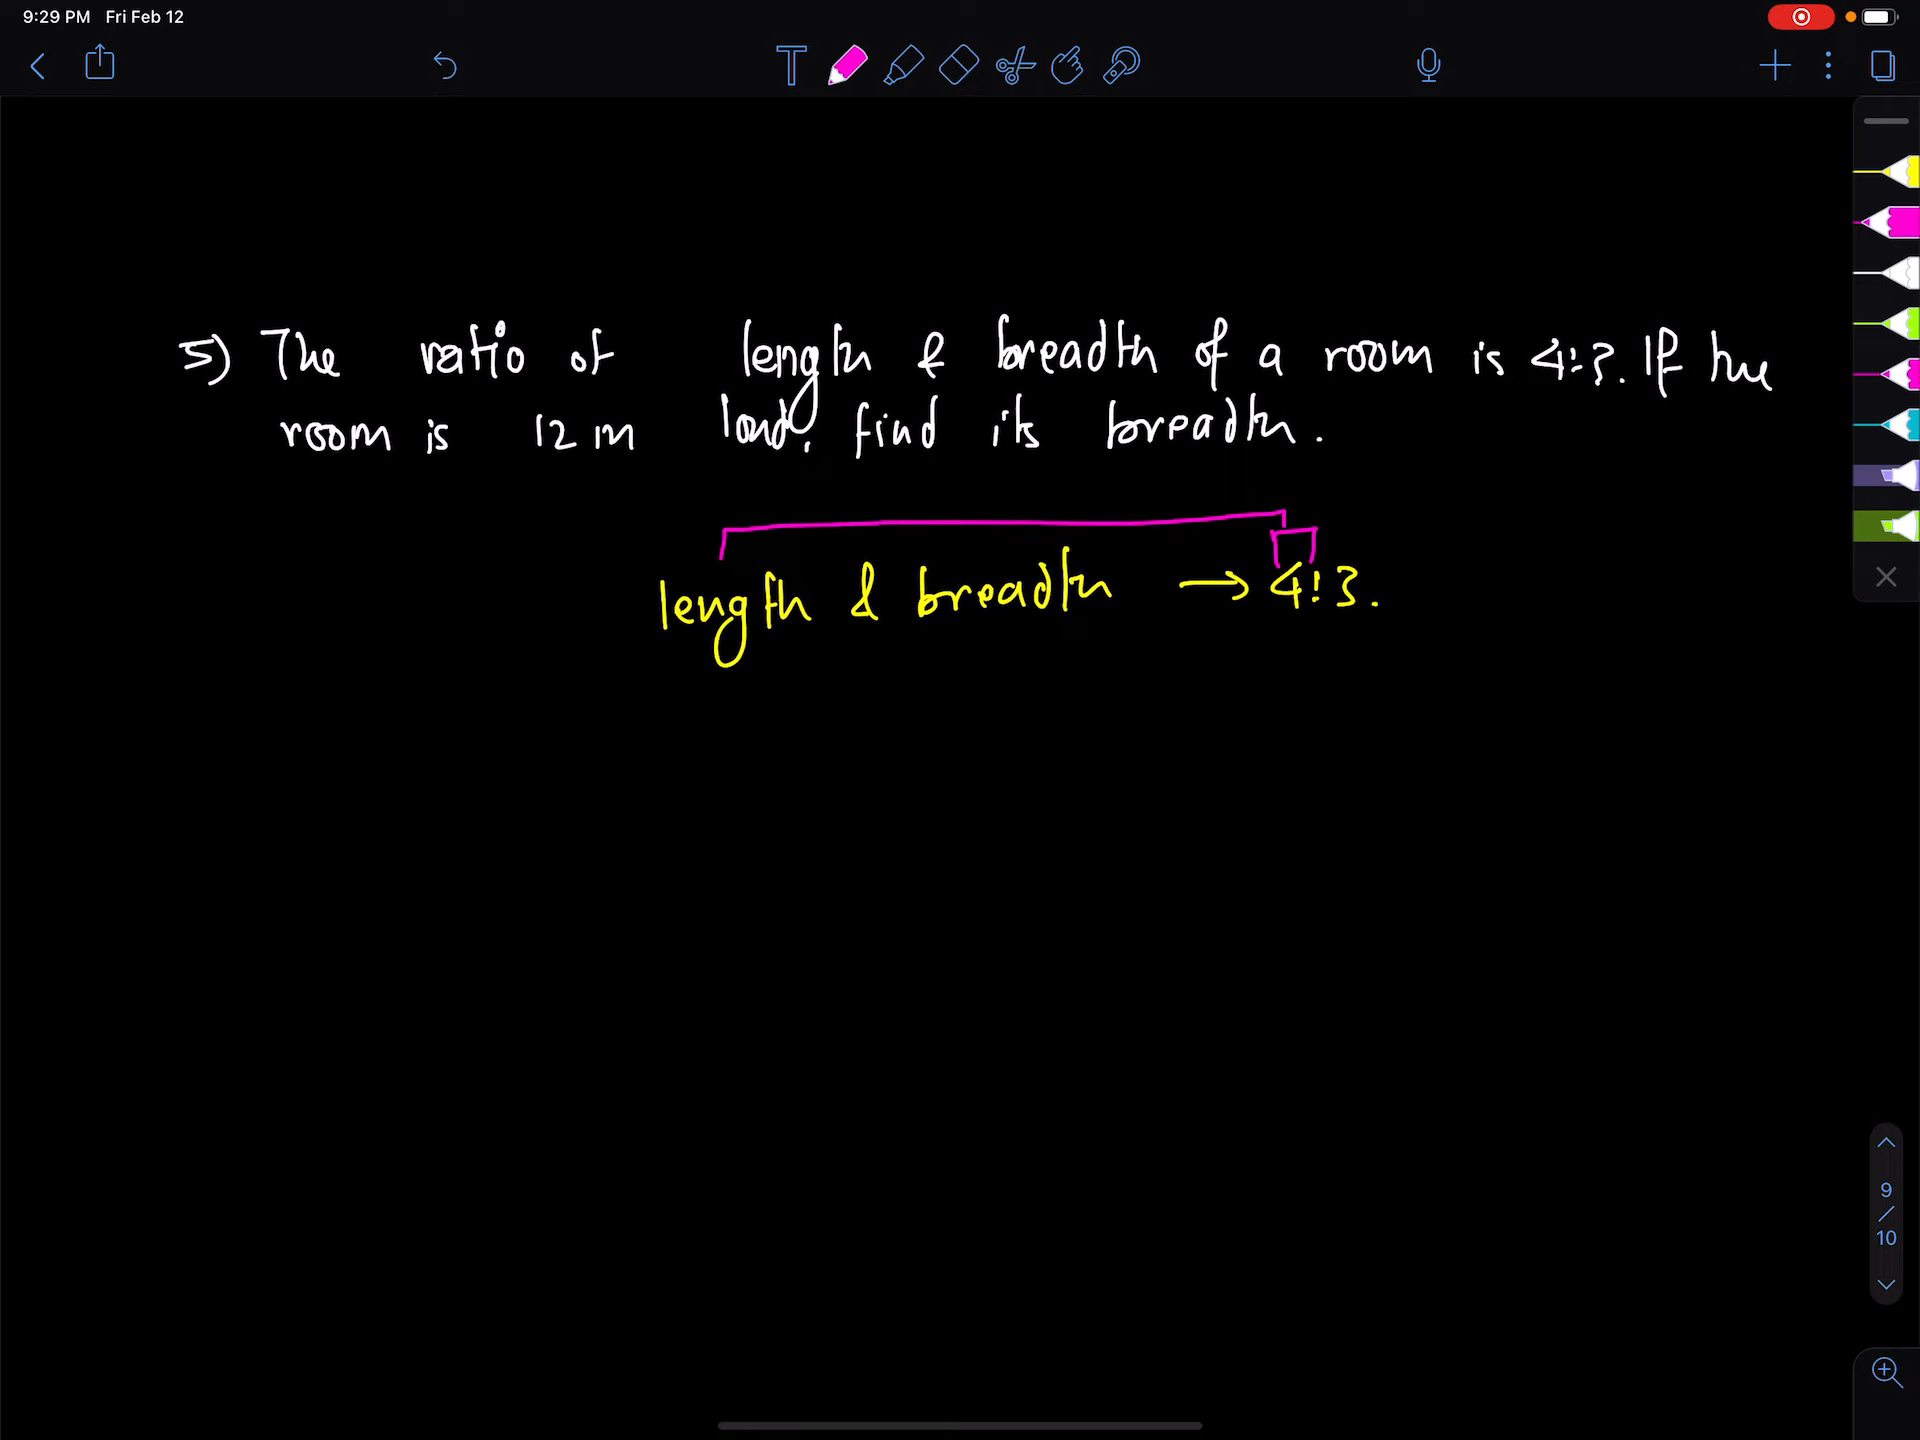 9:29 PM Fri Feb 12
5) The ratio of length & breadth of a room is 4:3. If the
room is 12 m find its breadth.
length & breadth → 4:3.
9
/
10